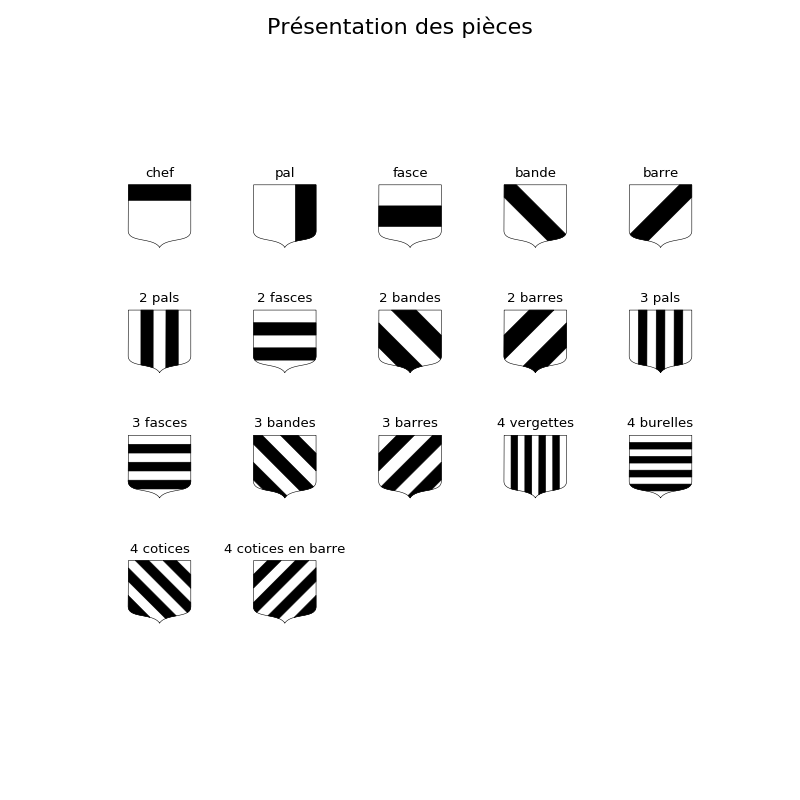 Présentation des pièces
chef pal fasce bande barre
2 pals 2 fasces 2 bandes 2 barres 3 pals
3 fasces 3 bandes 3 barres 4 vergettes 4 burelles
4 cotices 4 cotices en barre